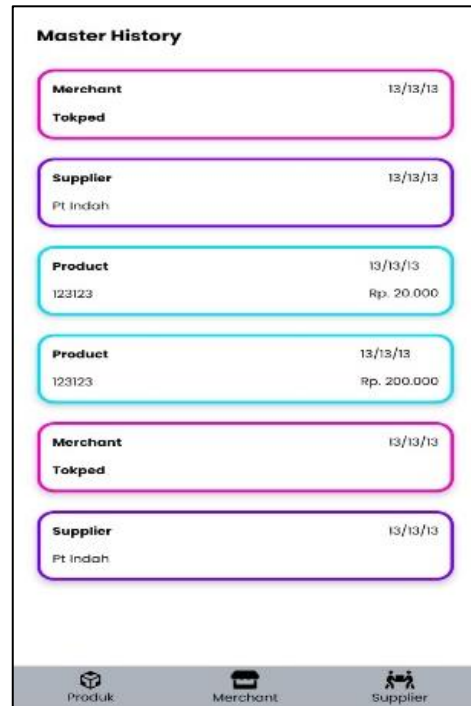 Master History
Merchant 13/13/13
Tokped
Supplier 13/13/13
Pt Indah
Product 13/13/13
123123 Rp. 20.000
Product 13/13/13
123123 Rp. 200.000
Merchant 13/13/13
Tokped
Supplier 13/13/13
Pt Indah
Produk Merchant Supplier